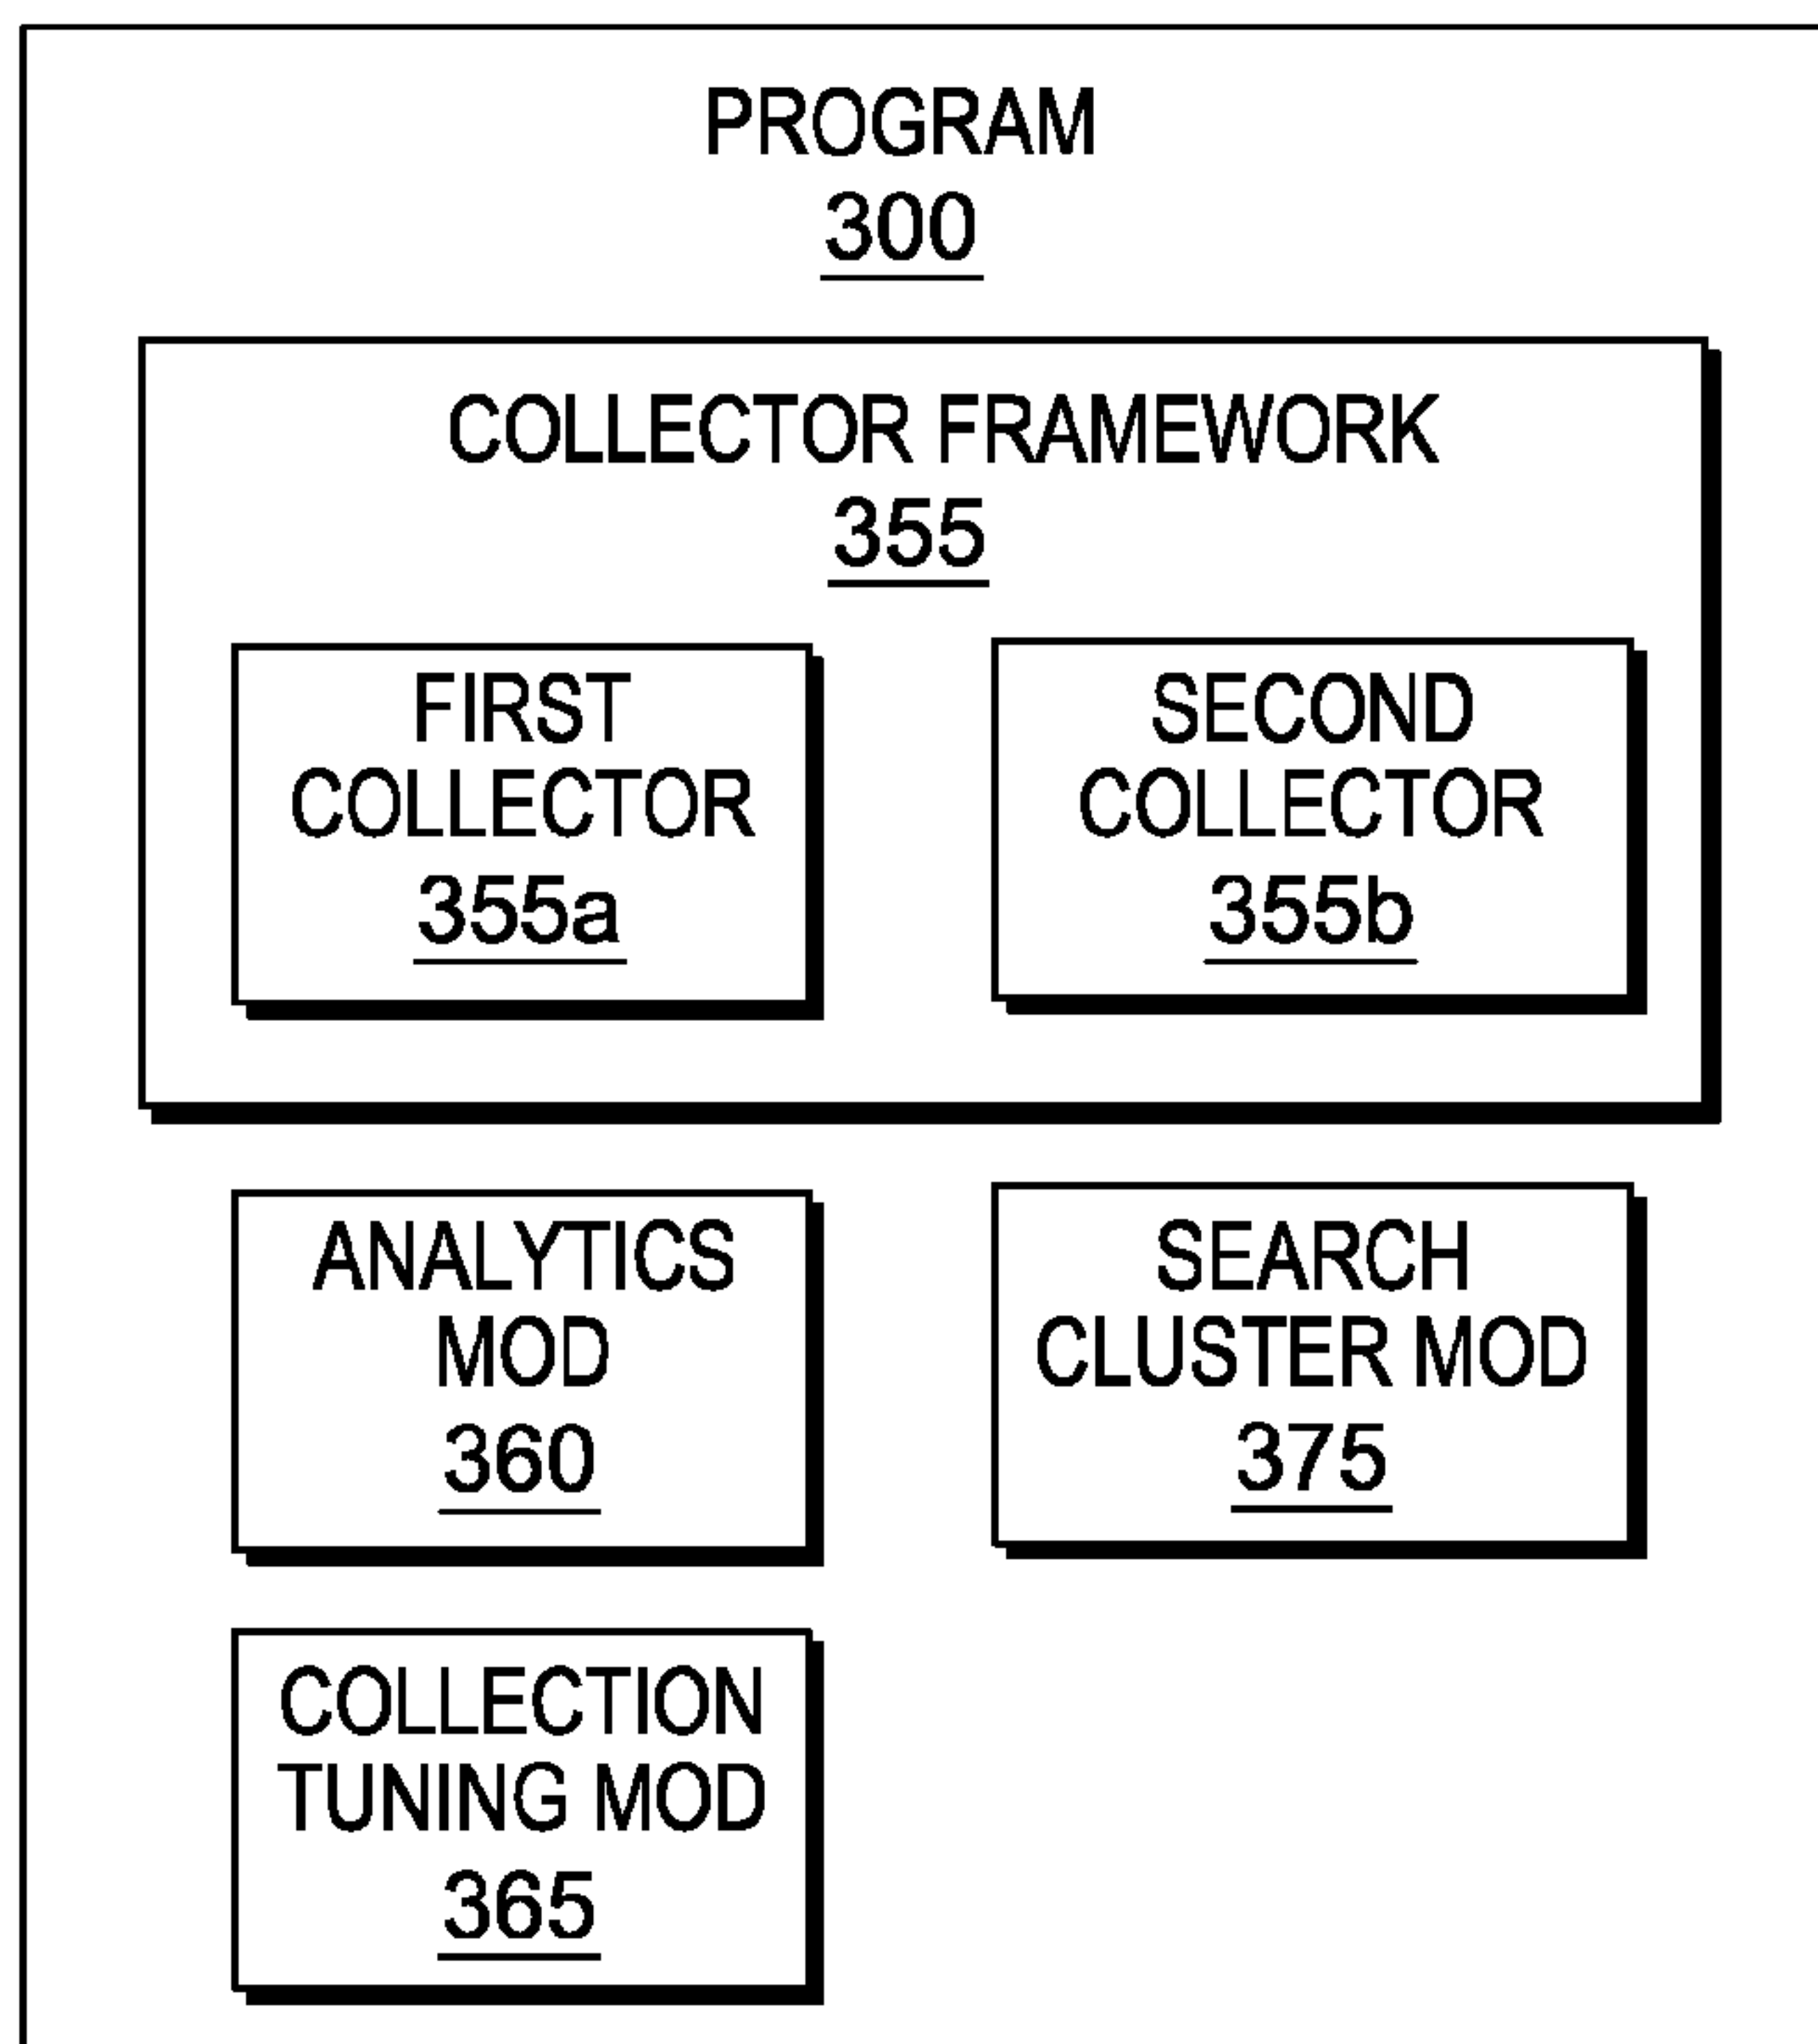 PROGRAM
300
COLLECTOR FRAMEWORK
355
FIRST
COLLECTOR
355a
SECOND
COLLECTOR
355b
ANALYTICS
MOD
360
SEARCH
CLUSTER MOD
375
COLLECTION
TUNING MOD
365